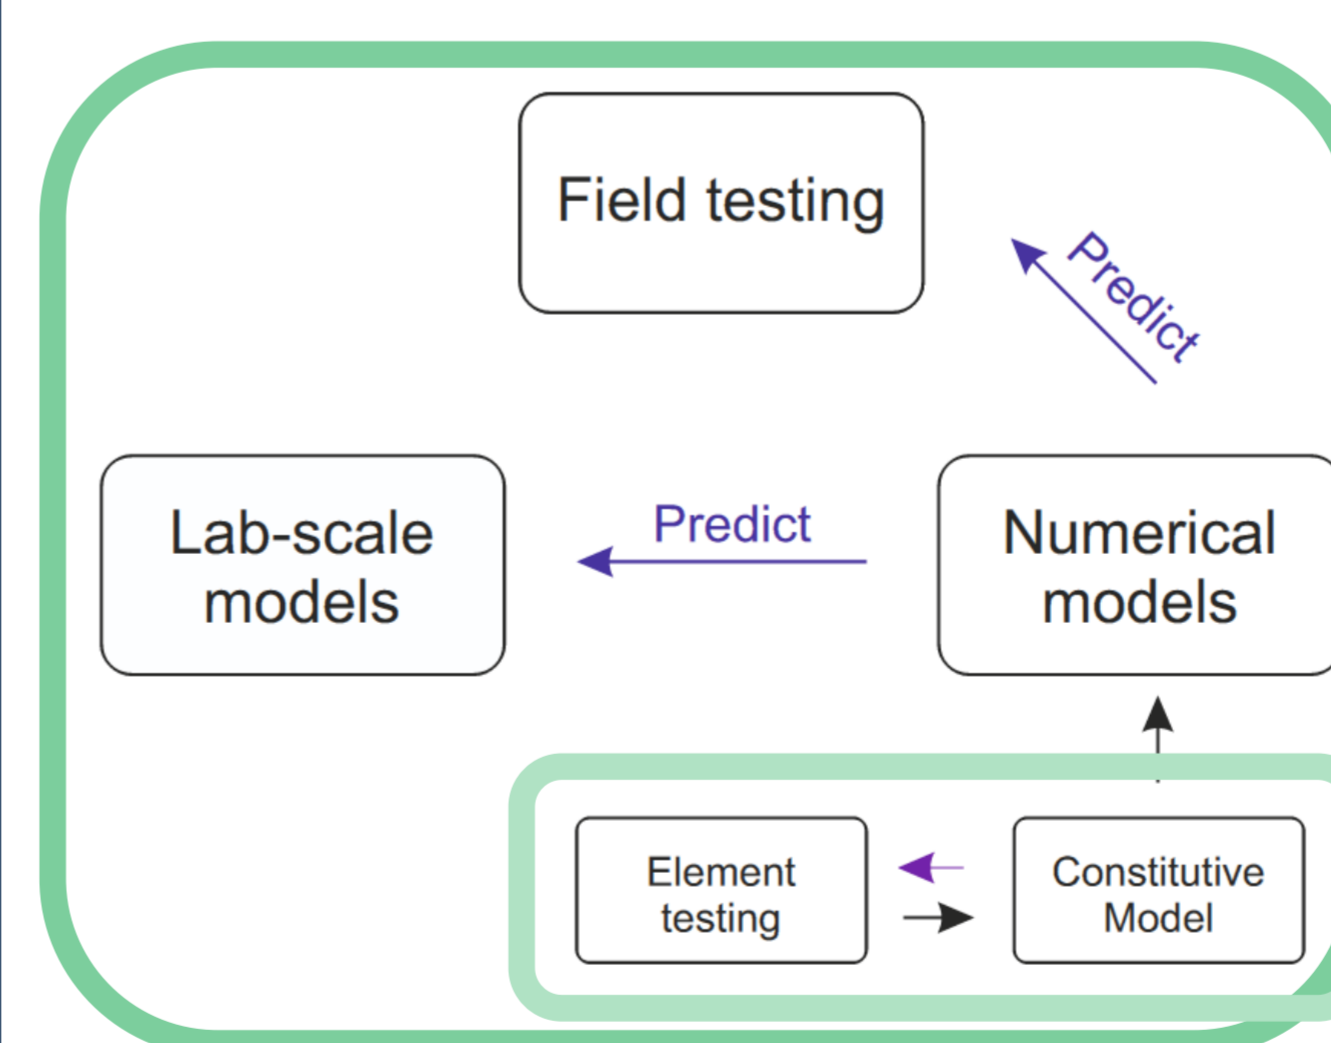 Field testing
Predict
Lab-scale
models
Predict
Numerical
models
Element
testing
Constitutive
Model